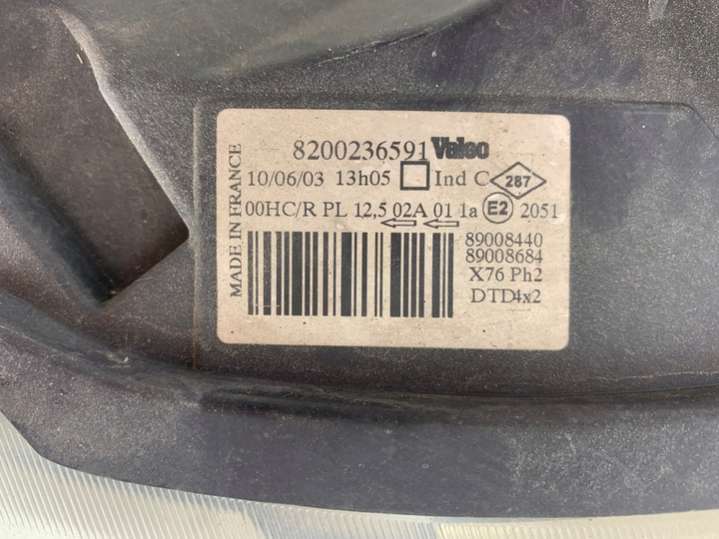 MADE IN FRANCE
8200236591 Valeo
10/06/03 13h05 Ind C 287
00HC/R PL 12,5 02A 01 1a E2 2051
89008440
89008684
X76 Ph2
DTD4x2